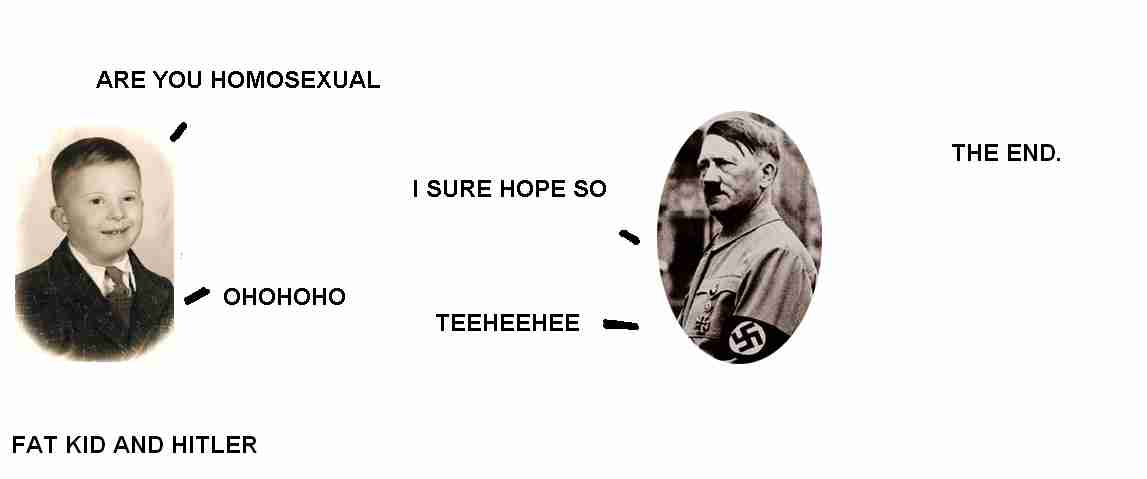 ARE YOU HOMOSEXUAL
I SURE HOPE SO
OHOHOHO
TEEHEEHEE
THE END.
FAT KID AND HITLER